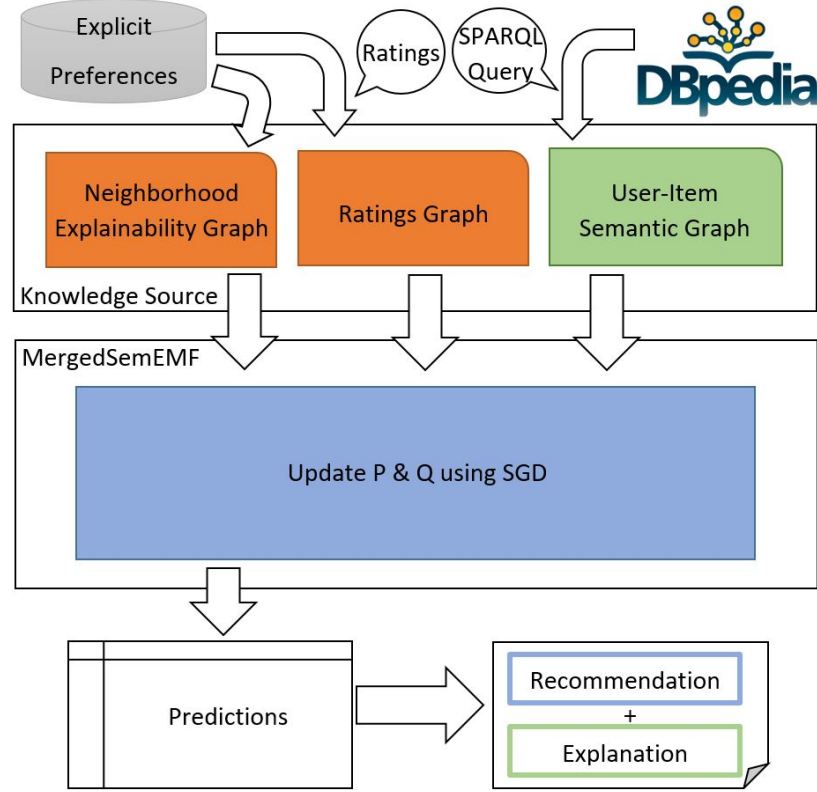 Explicit
Preferences
Ratings
SPARQL
Query
DBpedia
Neighborhood
Explainability Graph
Ratings Graph
User-Item
Semantic Graph
Knowledge Source
MergedSemEMF
Update P & Q using SGD
Predictions
Recommendation
+
Explanation